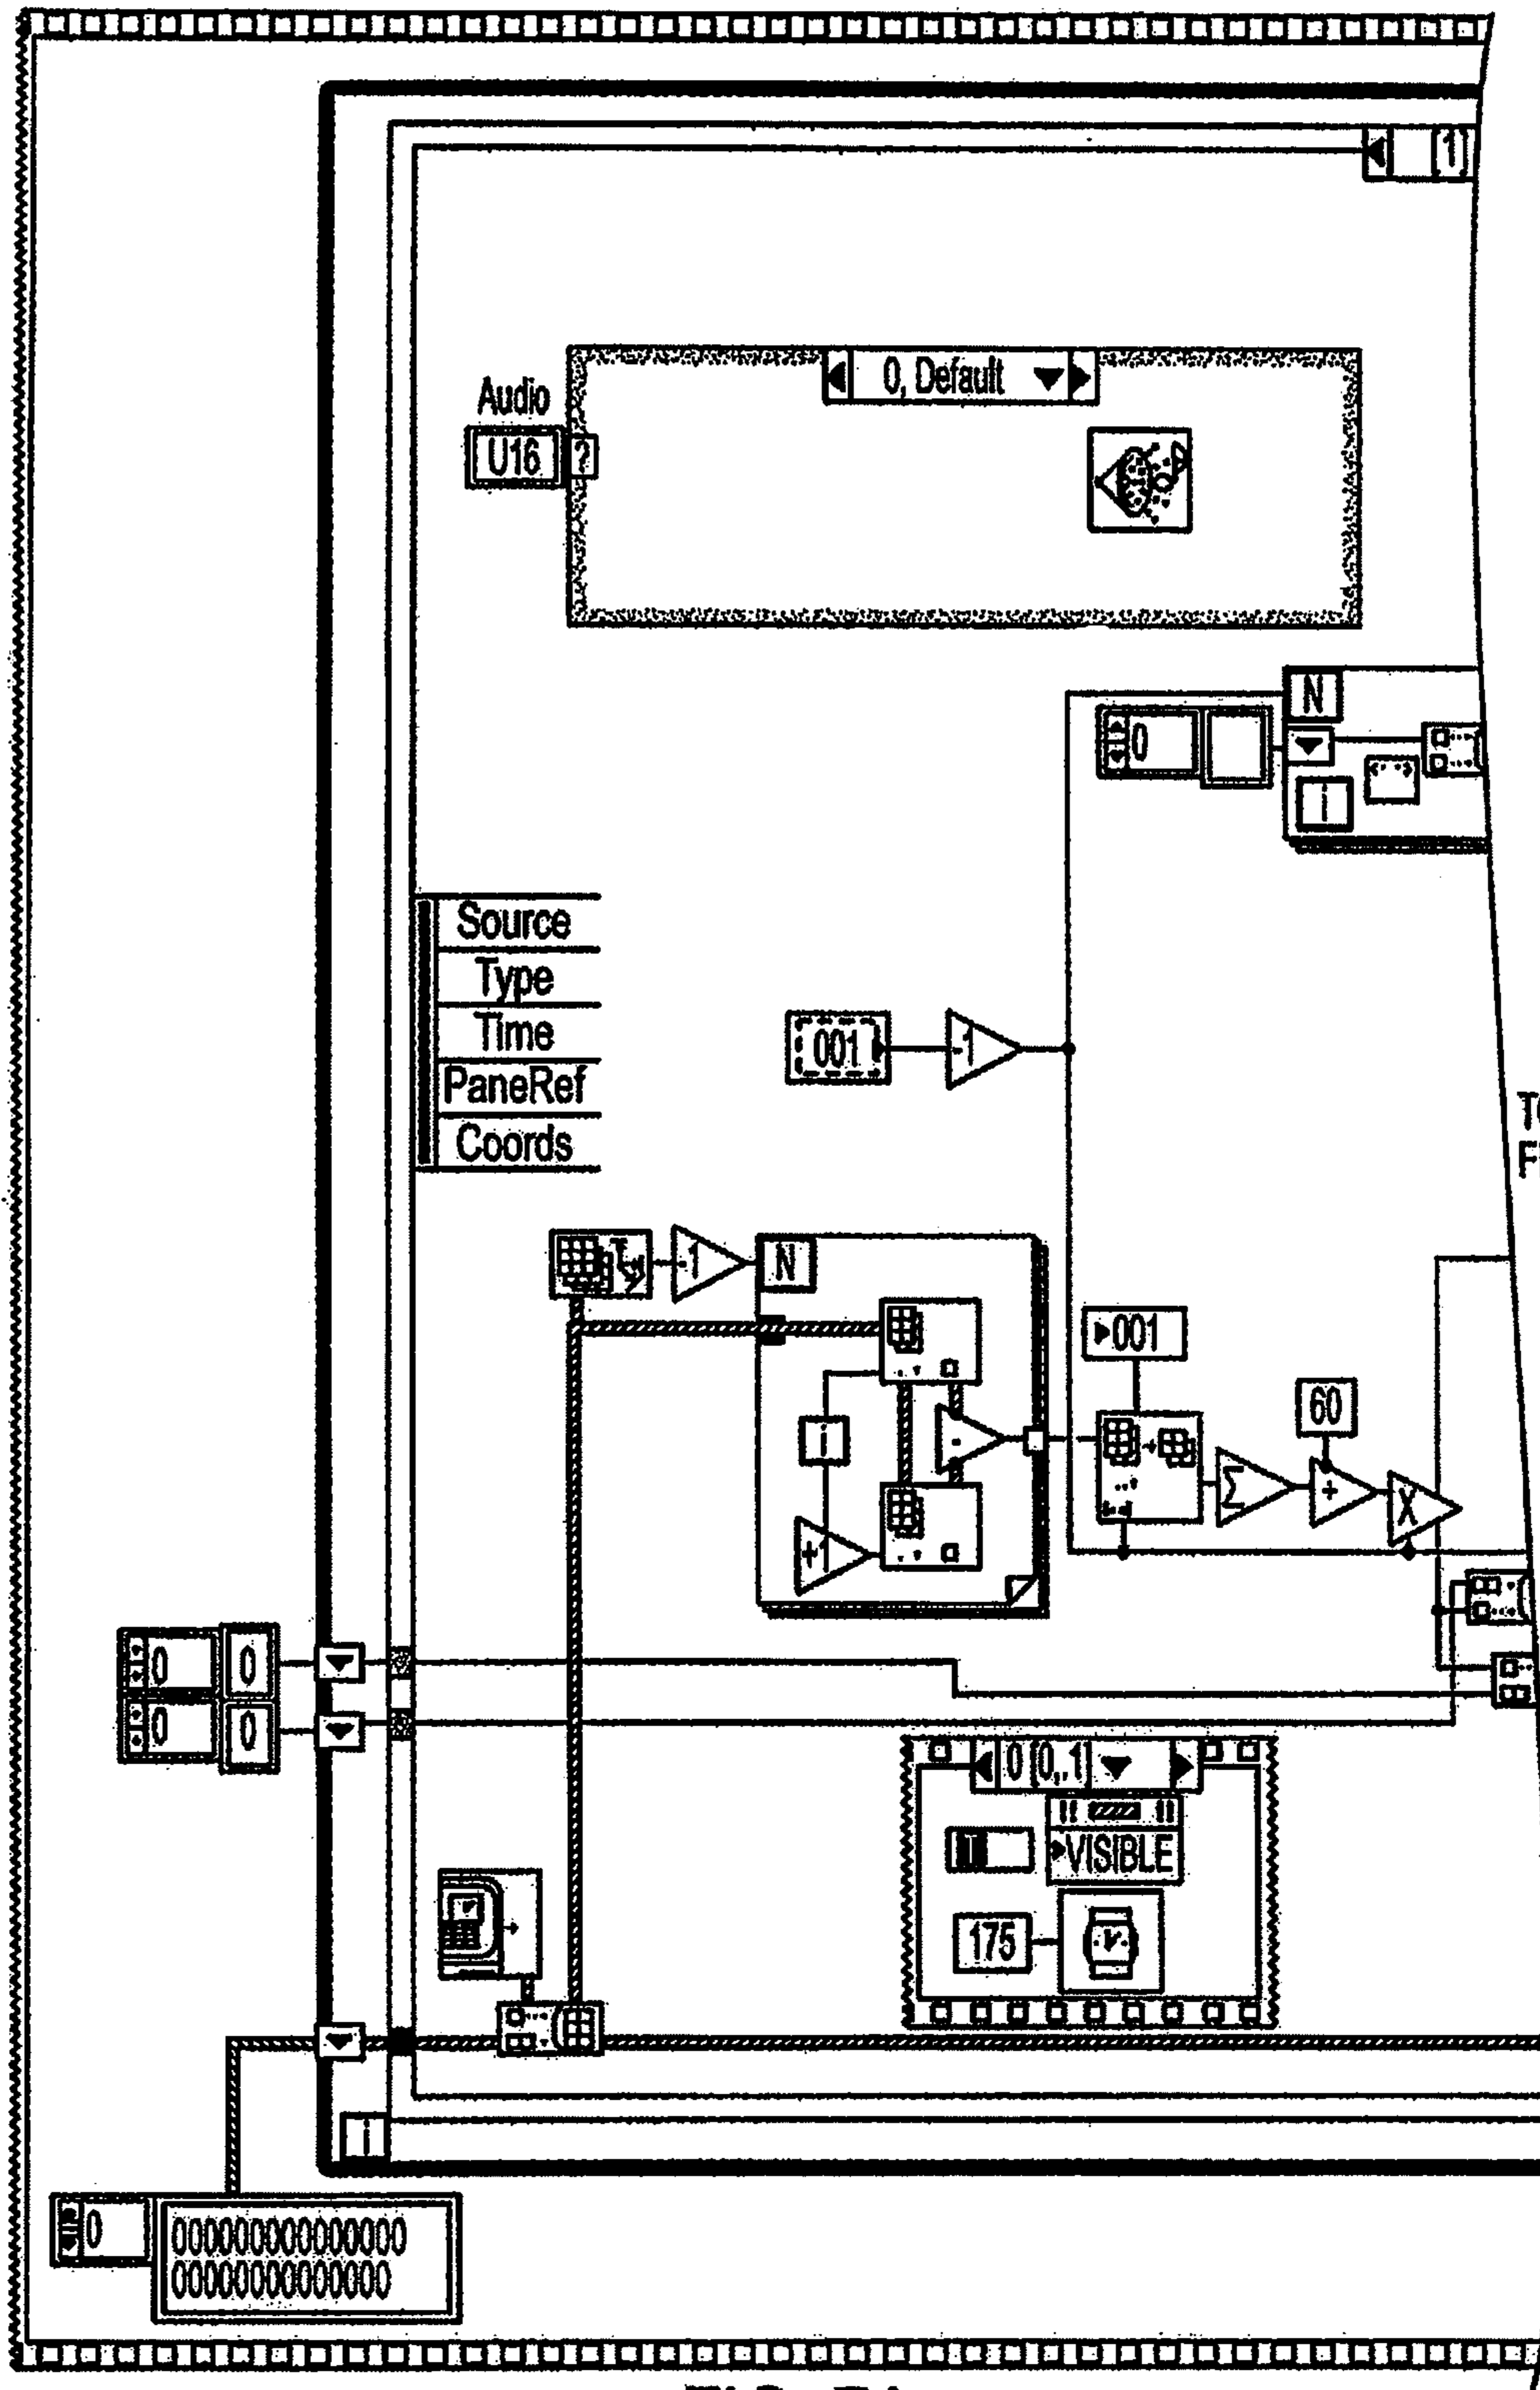 [1]
0, Default
Audio
U16
?
N
0
i
Source
Type
Time
PaneRef
Coords
001
-1
-1
N
001
60
i
-
Σ
+
X
+1
0 0
0 0
0 [0..1]
T
VISIBLE
175
i
0
000000000000000
00000000000000